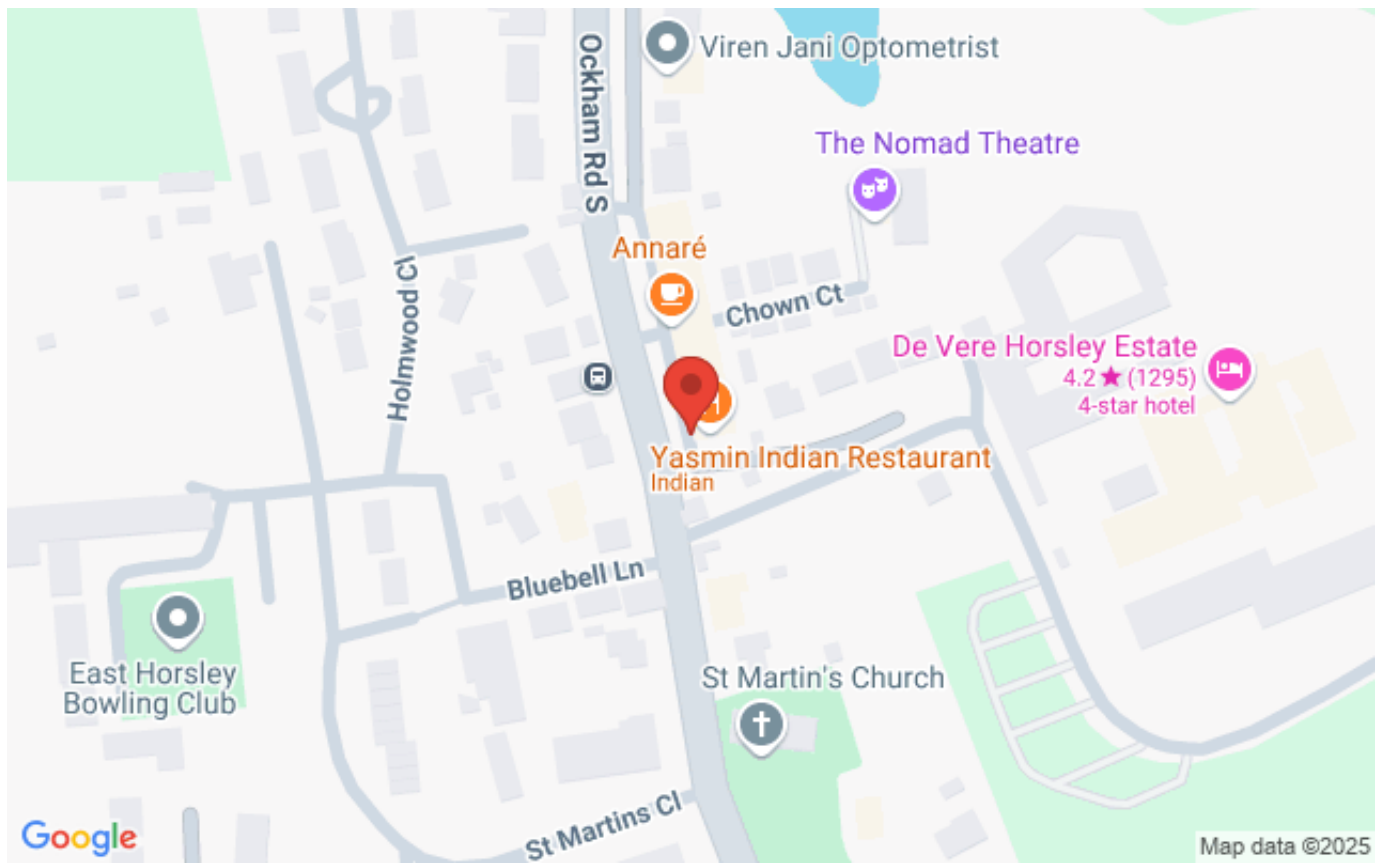 Viren Jani Optometrist
Ockham Rd S
The Nomad Theatre
Annaré
Chown Ct
Holmwood Cl
De Vere Horsley Estate
4.2★(1295)
4-star hotel
Yasmin Indian Restaurant
Indian
Bluebell Ln
East Horsley
Bowling Club
St Martin's Church
St Martins Cl
Google
Map data ©2025